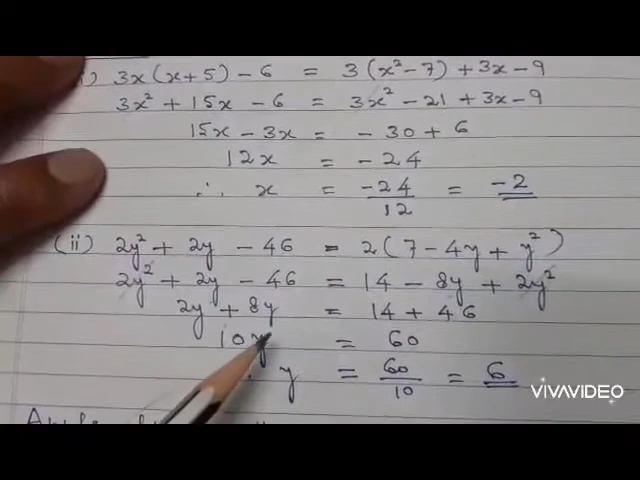 ) 3x(x+5) - 6 = 3(x² - 7) + 3x - 9
3x² + 15x - 6 = 3x² - 21 + 3x - 9
15x - 3x = - 30 + 6
12x = - 24
∴ x = -24/12 = -2
(ii) 2y² + 2y - 46 = 2(7 - 4y + y²)
2y² + 2y - 46 = 14 - 8y + 2y²
2y + 8y = 14 + 46
10y = 60
y = 60/10 = 6
VIVAVIDEO